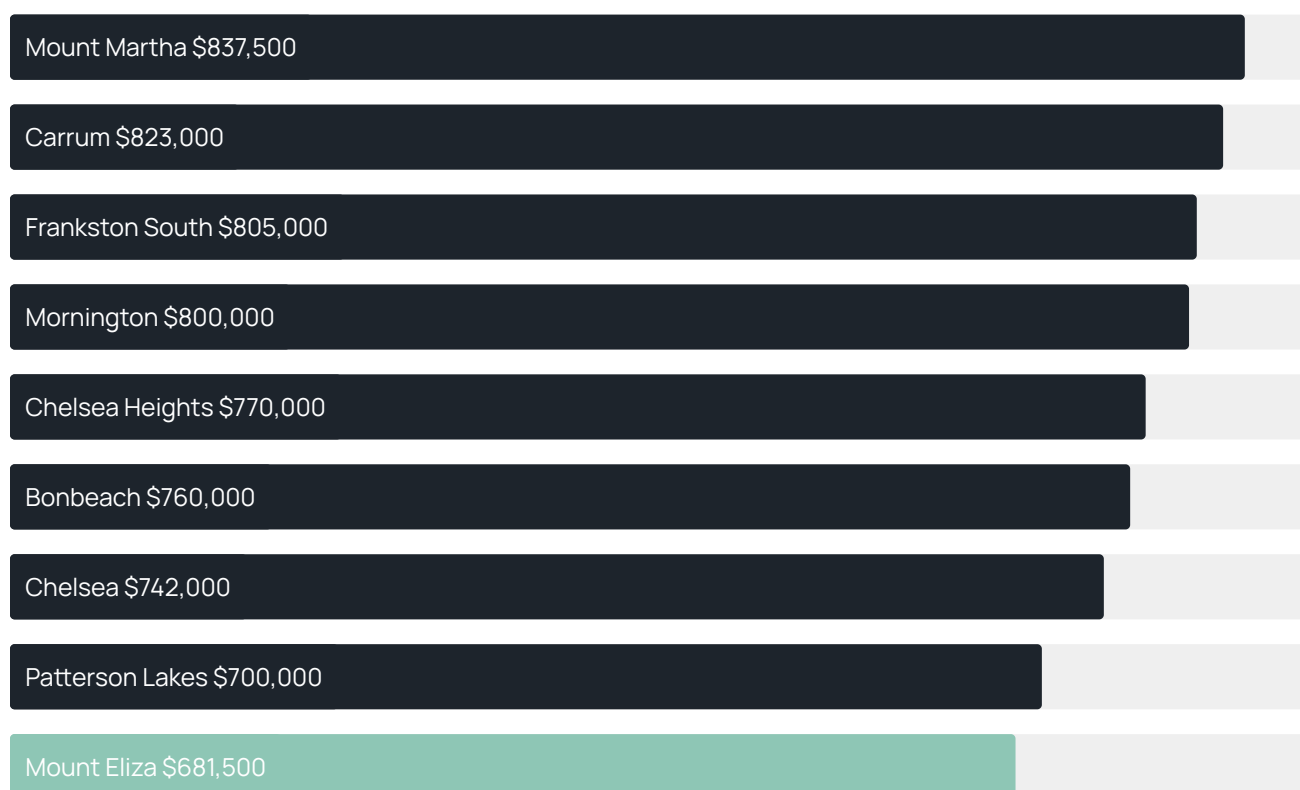 Mount Martha $837,500
Carrum $823,000
Frankston South $805,000
Mornington $800,000
Chelsea Heights $770,000
Bonbeach $760,000
Chelsea $742,000
Patterson Lakes $700,000
Mount Eliza $681,500